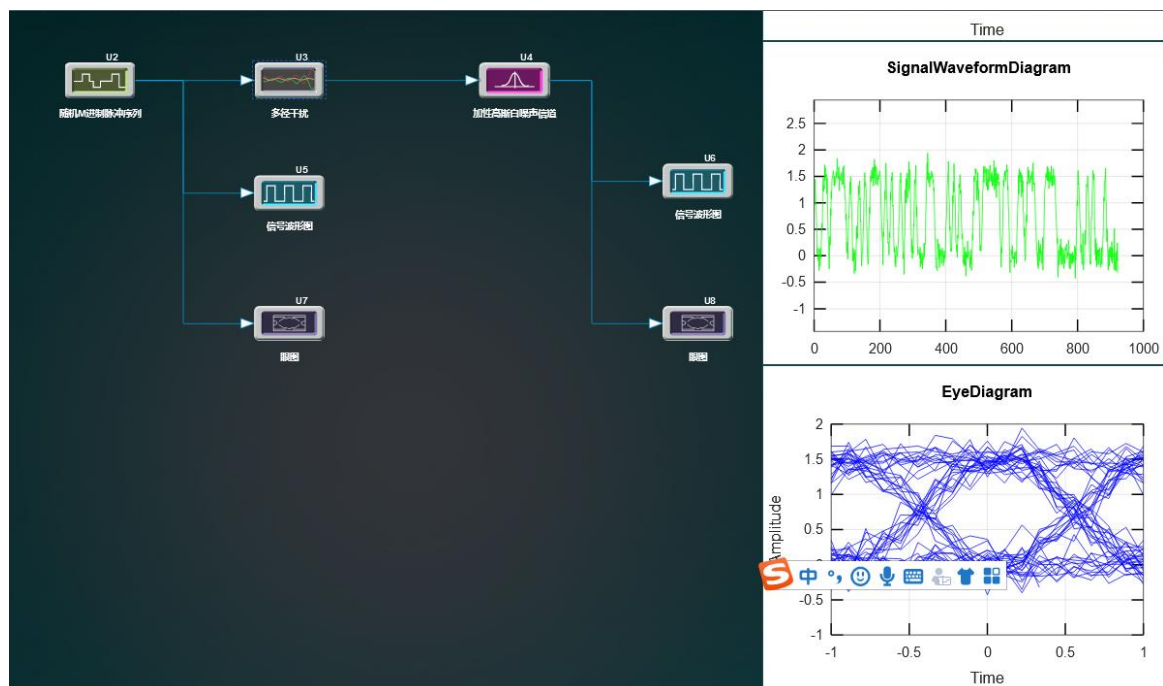 U2
U3
U4
随机M进制脉冲序列
多径干扰
加性高斯白噪声信道
U5
信号波形图
U6
信号波形图
U7
眼图
U8
眼图
Time
SignalWaveformDiagram
2.5
2
1.5
1
0.5
0
-0.5
-1
0
200
400
600
800
1000
EyeDiagram
2
1.5
1
0.5
-0.5
-1
Amplitude
中
-1
-0.5
0
0.5
1
Time